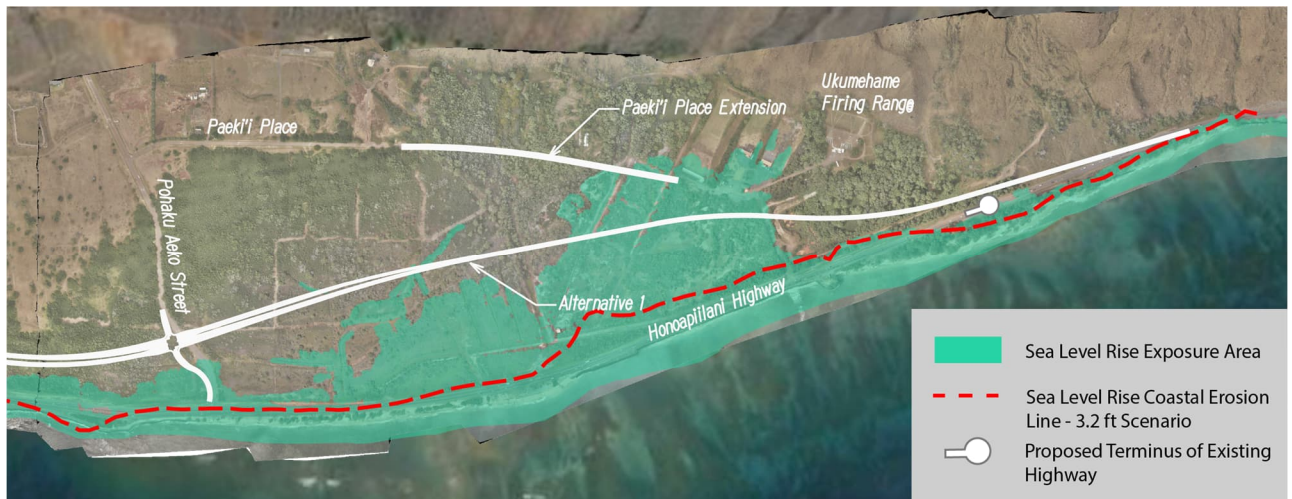 Ukumehame
Firing Range
Paeki'i Place Extension
Paeki'i Place
Pohaku Aeko Street
Alternative 1
Honoapiilani Highway
Sea Level Rise Exposure Area
Sea Level Rise Coastal Erosion
Line - 3.2 ft Scenario
Proposed Terminus of Existing
Highway